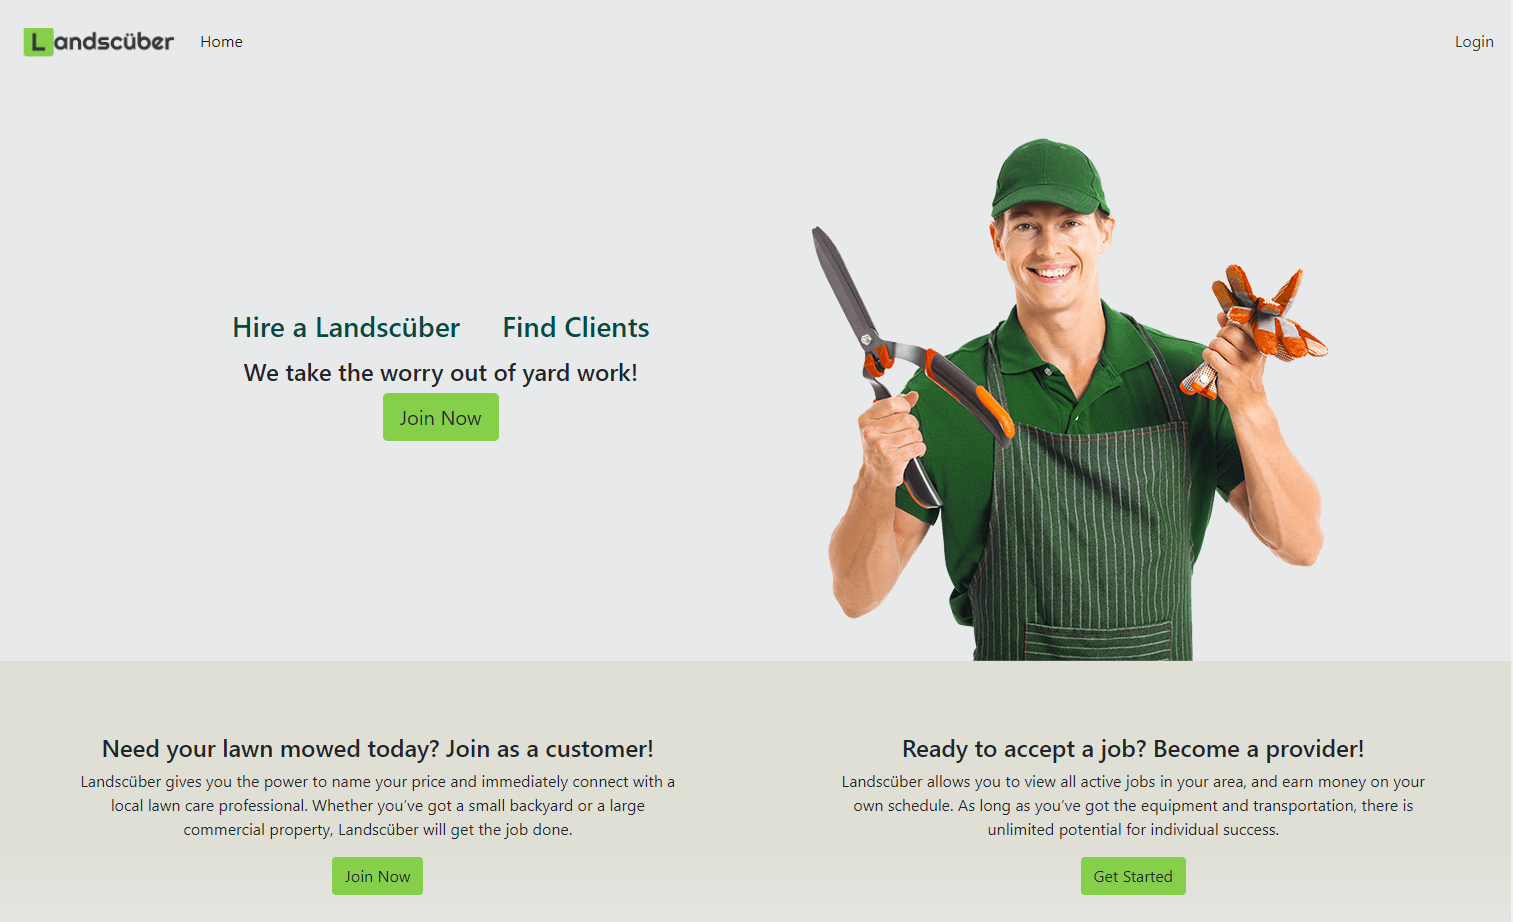 Landscüber
Home
Login
Hire a Landscüber
Find Clients
We take the worry out of yard work!
Join Now
Need your lawn mowed today? Join as a customer!
Landscüber gives you the power to name your price and immediately connect with a
local lawn care professional. Whether you've got a small backyard or a large
commercial property, Landscüber will get the job done.
Join Now
Ready to accept a job? Become a provider!
Landscüber allows you to view all active jobs in your area, and earn money on your
own schedule. As long as you've got the equipment and transportation, there is
unlimited potential for individual success.
Get Started